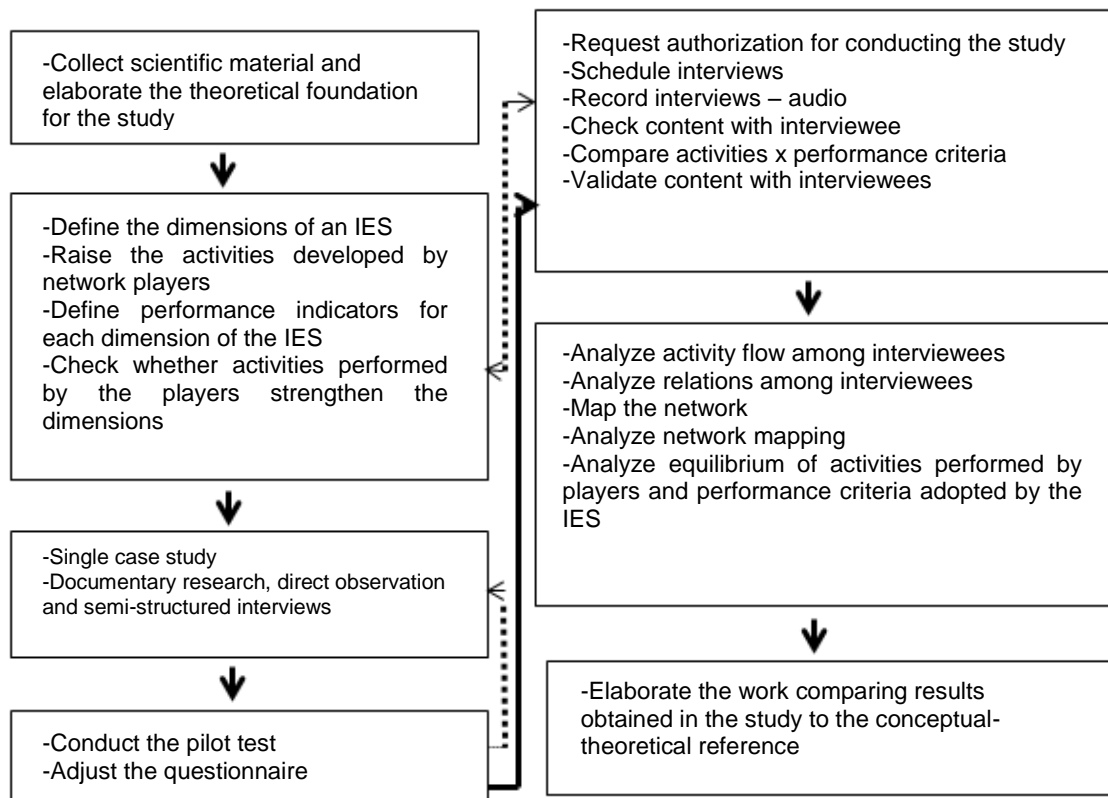 -Collect scientific material and
elaborate the theoretical foundation
for the study
-Define the dimensions of an IES
-Raise the activities developed by
network players
-Define performance indicators for
each dimension of the IES
-Check whether activities performed
by the players strengthen the
dimensions
-Single case study
-Documentary research, direct observation
and semi-structured interviews
-Conduct the pilot test
-Adjust the questionnaire
-Request authorization for conducting the study
-Schedule interviews
-Record interviews – audio
-Check content with interviewee
-Compare activities x performance criteria
-Validate content with interviewees
-Analyze activity flow among interviewees
-Analyze relations among interviewees
-Map the network
-Analyze network mapping
-Analyze equilibrium of activities performed by
players and performance criteria adopted by the
IES
-Elaborate the work comparing results
obtained in the study to the conceptual-
theoretical reference